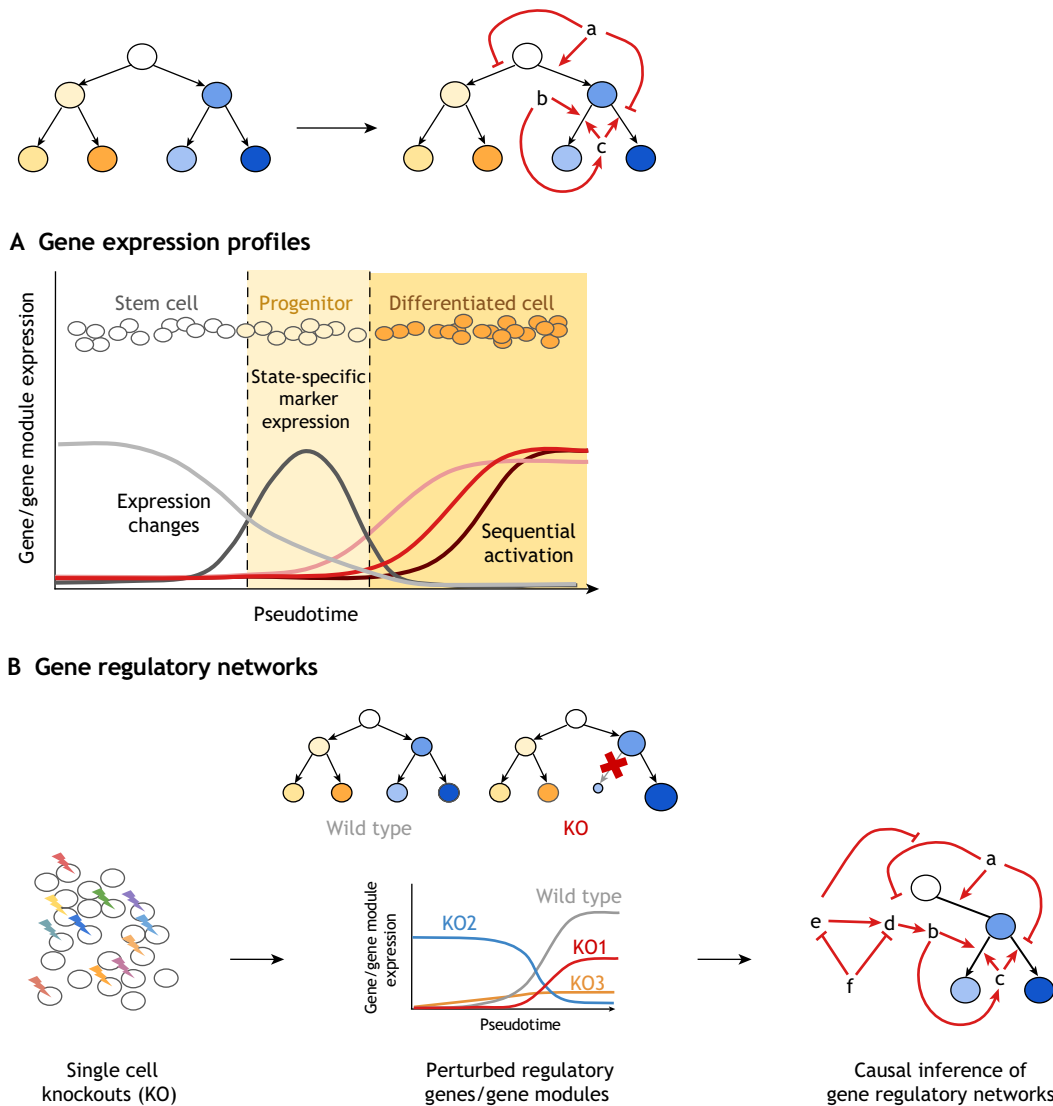 a
b
c
A Gene expression profiles
Gene/gene module expression
Stem cell
Progenitor
Differentiated cell
State-specific
marker
expression
Expression
changes
Sequential
activation
Pseudotime
B Gene regulatory networks
Wild type
KO
Gene/gene module
expression
Wild type
KO2
KO1
KO3
Pseudotime
a
e
d
b
c
f
Single cell
knockouts (KO)
Perturbed regulatory
genes/gene modules
Causal inference of
gene regulatory networks